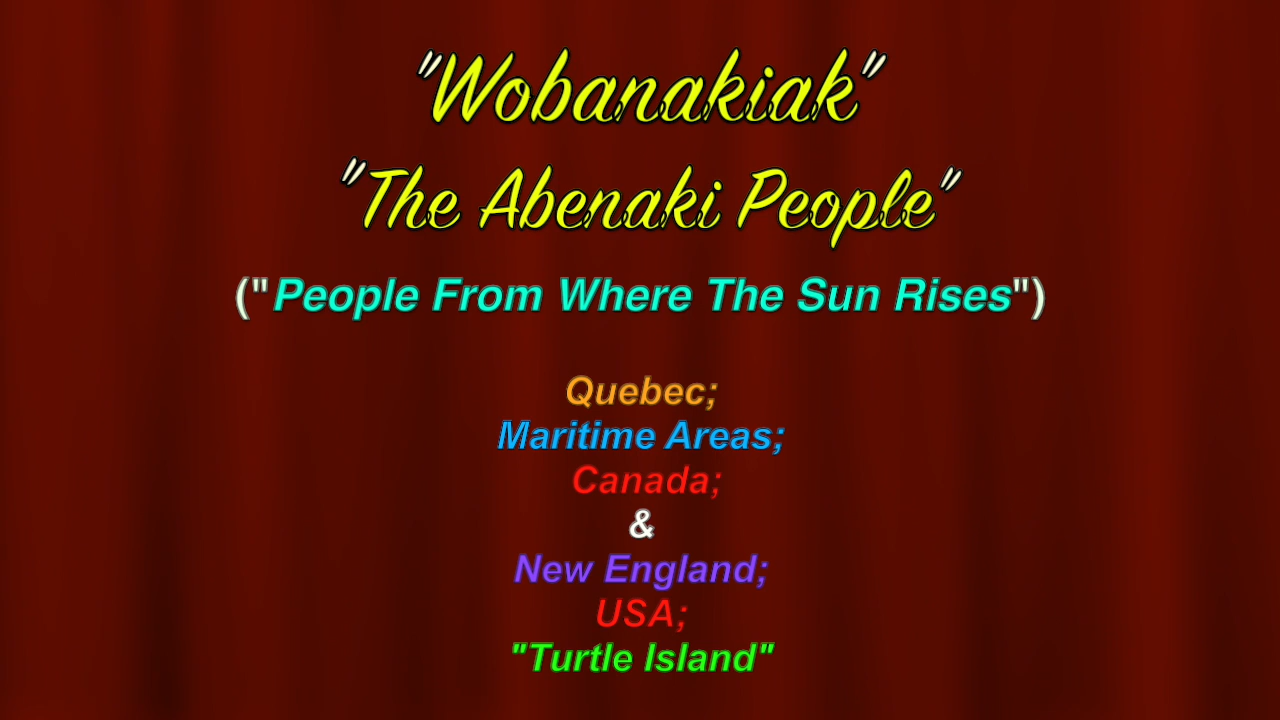 "Wobanakiak"
"The Abenaki People"
("People From Where The Sun Rises")
Quebec;
Maritime Areas;
Canada;
&
New England;
USA;
"Turtle Island"